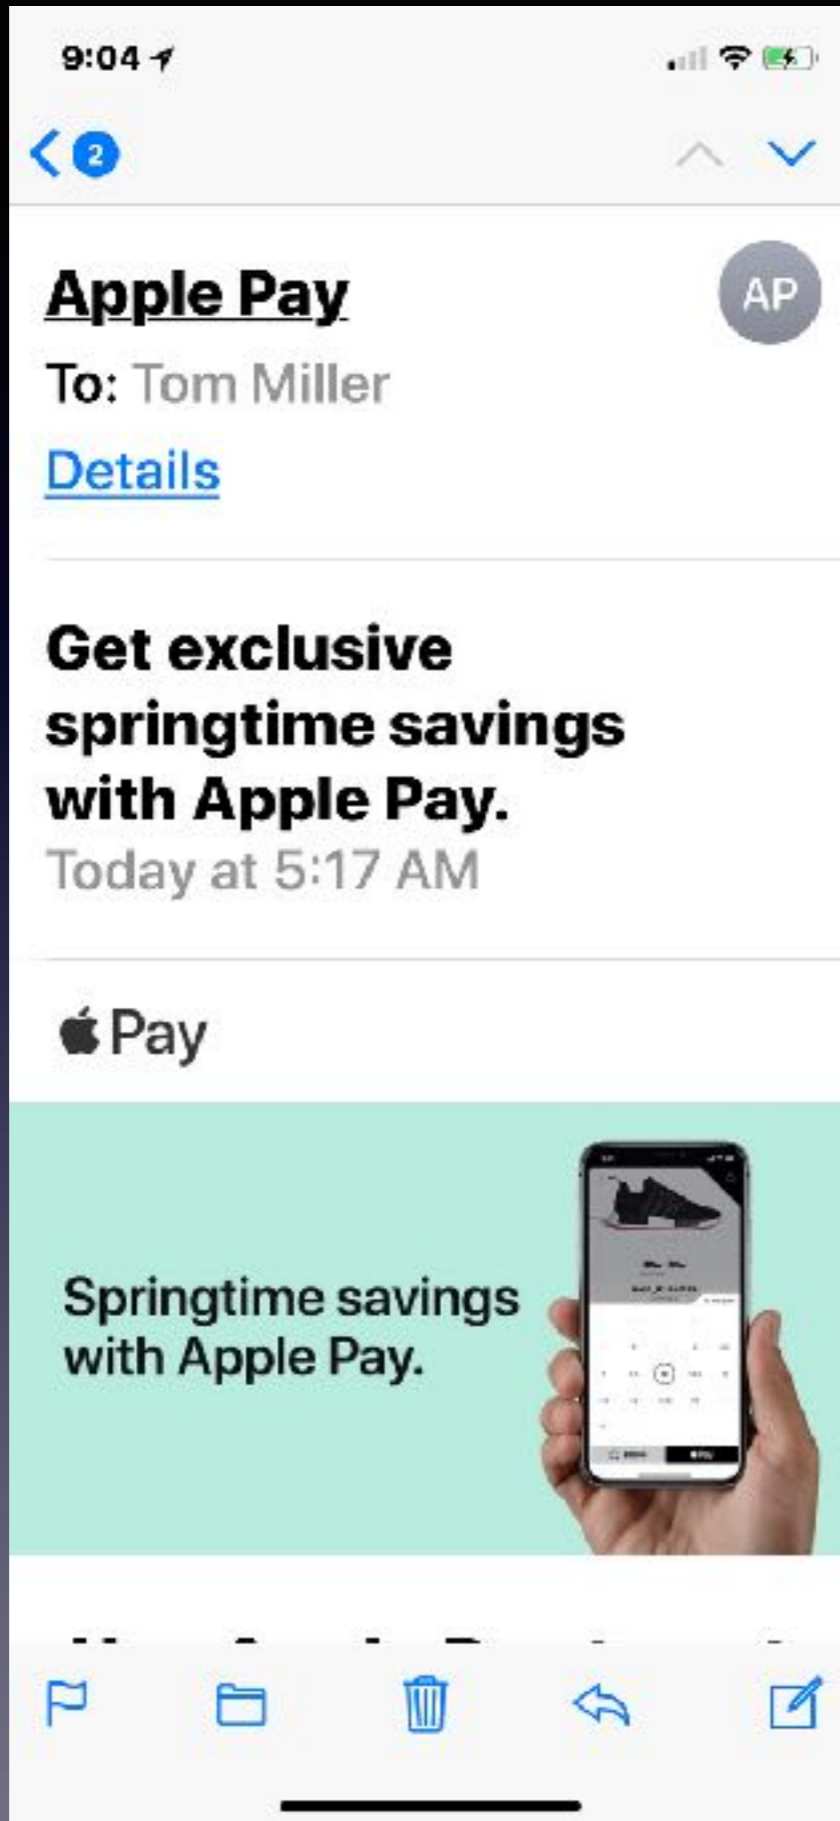 9:04
2
Apple Pay
AP
To: Tom Miller
Details
Get exclusive
springtime savings
with Apple Pay.
Today at 5:17 AM
Pay
Springtime savings
with Apple Pay.